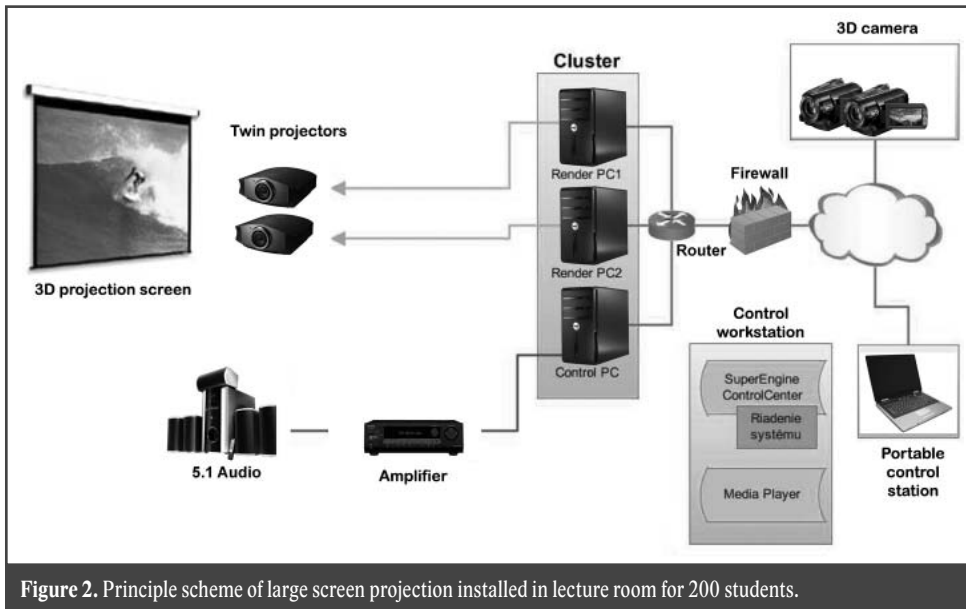 3D camera
Cluster
Twin projectors
Render PC1
Firewall
Router
Render PC2
3D projection screen
Control PC
Control
workstation
SuperEngine
ControlCenter
Riadenie
systému
Media Player
Portable
control
station
5.1 Audio
Amplifier
Figure 2. Principle scheme of large screen projection installed in lecture room for 200 students.